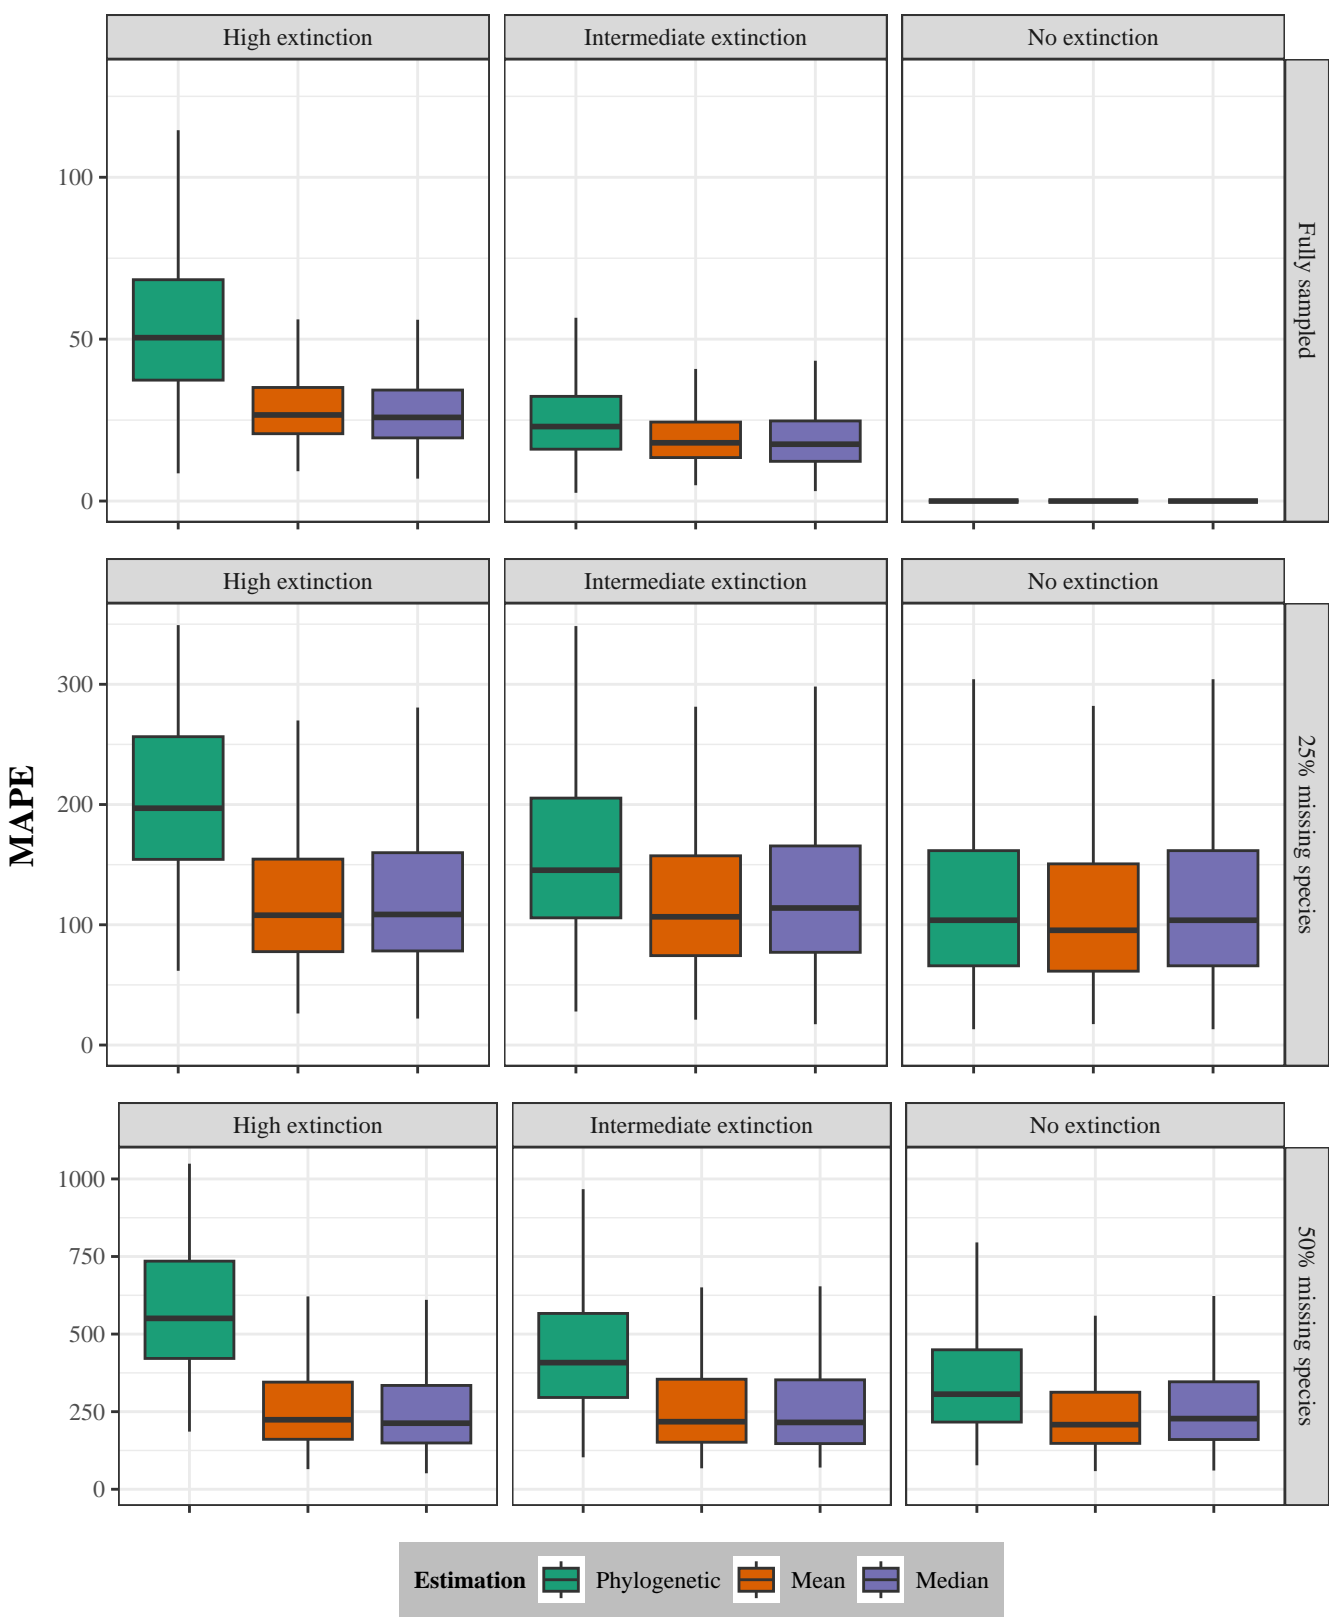 High extinction
Intermediate extinction
No extinction
100
50
0
Fully sampled
High extinction
Intermediate extinction
No extinction
300
200
100
0
25% missing species
MAPE
High extinction
Intermediate extinction
No extinction
1000
750
500
250
0
50% missing species
Estimation Phylogenetic Mean Median